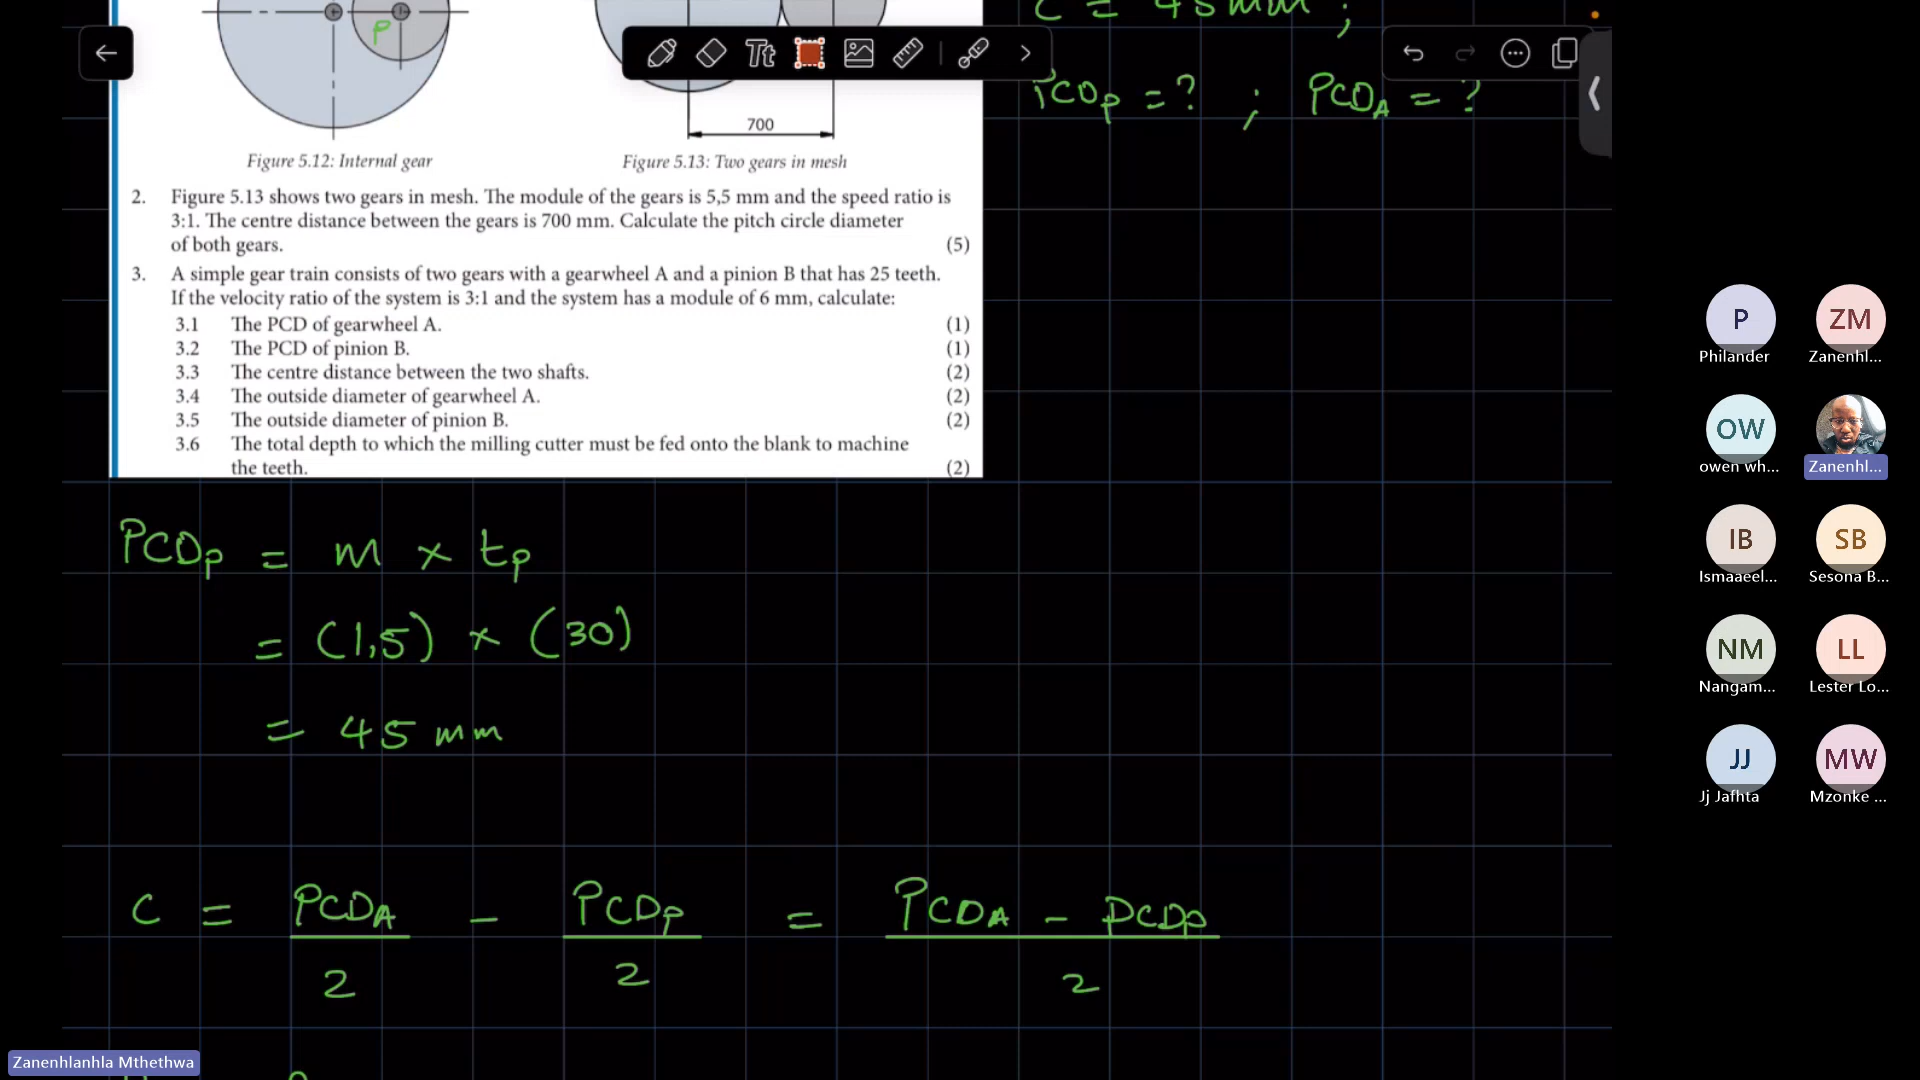 C = 45mm ;
PCDp = ? ; PCDA = ?
P
700
Figure 5.12: Internal gear
Figure 5.13: Two gears in mesh
2. Figure 5.13 shows two gears in mesh. The module of the gears is 5,5 mm and the speed ratio is
3:1. The centre distance between the gears is 700 mm. Calculate the pitch circle diameter
of both gears. (5)
3. A simple gear train consists of two gears with a gearwheel A and a pinion B that has 25 teeth.
If the velocity ratio of the system is 3:1 and the system has a module of 6 mm, calculate:
3.1 The PCD of gearwheel A. (1)
3.2 The PCD of pinion B. (1)
3.3 The centre distance between the two shafts. (2)
3.4 The outside diameter of gearwheel A. (2)
3.5 The outside diameter of pinion B. (2)
3.6 The total depth to which the milling cutter must be fed onto the blank to machine
the teeth. (2)
PCDp = m × tp
= (1,5) × (30)
= 45 mm
C = PCDA / 2 - PCDp / 2 = PCDA - PCDp / 2
Tt
P
Philander
ZM
Zanenhl...
OW
owen wh...
Zanenhl...
IB
Ismaaeel...
SB
Sesona B...
NM
Nangam...
LL
Lester Lo...
JJ
Jj Jafhta
MW
Mzonke ...
Zanenhlanhla Mthethwa